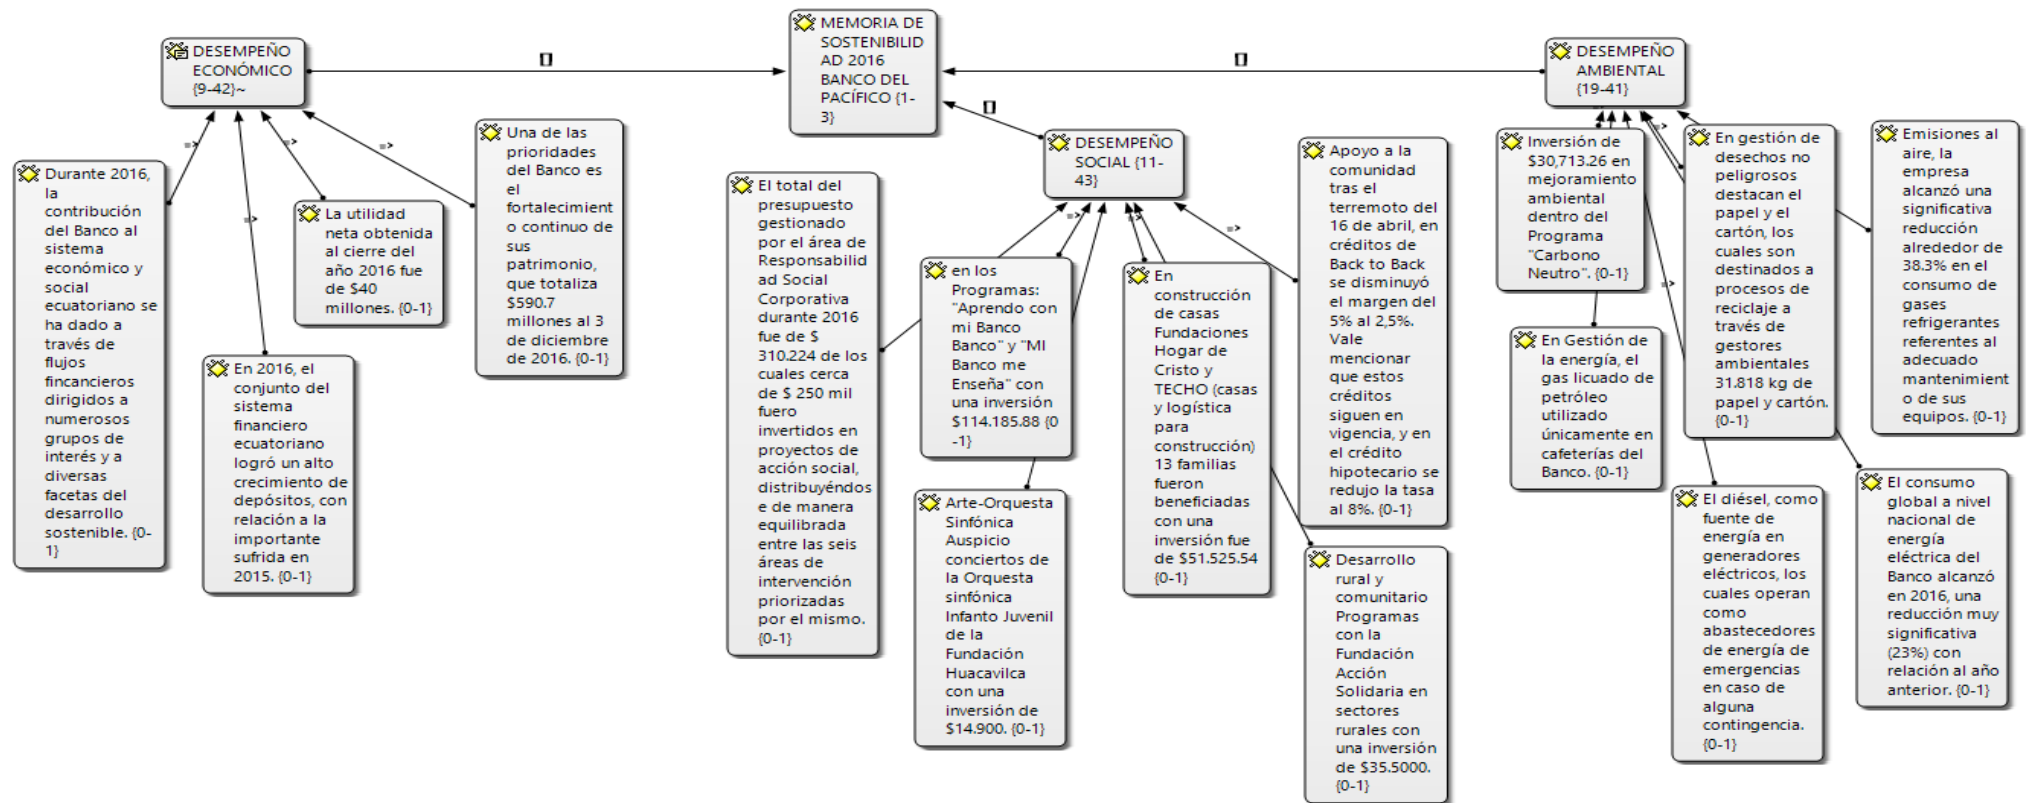 MEMORIA DE
SOSTENIBILID
AD 2016
BANCO DEL
PACÍFICO {1-
3}
DESEMPEÑO
ECONÓMICO
{9-42}~
[]
[]
[]
DESEMPEÑO
AMBIENTAL
{19-41}
DESEMPEÑO
SOCIAL {11-
43}
Durante 2016,
la
contribución
del Banco al
sistema
económico y
social
ecuatoriano se
ha dado a
través de
flujos
fincancieros
dirigidos a
numerosos
grupos de
interés y a
diversas
facetas del
desarrollo
sostenible. {0-
1}
=>
En 2016, el
conjunto del
sistema
financiero
ecuatoriano
logró un alto
crecimiento de
depósitos, con
relación a la
importante
sufrida en
2015. {0-1}
=>
La utilidad
neta obtenida
al cierre del
año 2016 fue
de $40
millones. {0-1}
=>
Una de las
prioridades
del Banco es
el
fortalecimient
o continuo de
sus
patrimonio,
que totaliza
$590.7
millones al 3
de diciembre
de 2016. {0-1}
=>
El total del
presupuesto
gestionado
por el área de
Responsabilid
ad Social
Corporativa
durante 2016
fue de $
310.224 de los
cuales cerca
de $ 250 mil
fuero
invertidos en
proyectos de
acción social,
distribuyéndos
e de manera
equilibrada
entre las seis
áreas de
intervención
priorizadas
por el mismo.
{0-1}
en los
Programas:
"Aprendo con
mi Banco
Banco" y "MI
Banco me
Enseña" con
una inversión
$114.185.88 {0
-1}
=>
Arte-Orquesta
Sinfónica
Auspicio
conciertos de
la Orquesta
sinfónica
Infanto Juvenil
de la
Fundación
Huacavilca
con una
inversión de
$14.900. {0-1}
En
construcción
de casas
Fundaciones
Hogar de
Cristo y
TECHO (casas
y logística
para
construcción)
13 familias
fueron
beneficiadas
con una
inversión fue
de $51.525.54
{0-1}
=>
Apoyo a la
comunidad
tras el
terremoto del
16 de abril, en
créditos de
Back to Back
se disminuyó
el margen del
5% al 2,5%.
Vale
mencionar
que estos
créditos
siguen en
vigencia, y en
el crédito
hipotecario se
redujo la tasa
al 8%. {0-1}
=>
Desarrollo
rural y
comunitario
Programas
con la
Fundación
Acción
Solidaria en
sectores
rurales con
una inversión
de $35.5000.
{0-1}
Inversión de
$30,713.26 en
mejoramiento
ambiental
dentro del
Programa
"Carbono
Neutro". {0-1}
En Gestión de
la energía, el
gas licuado de
petróleo
utilizado
únicamente en
cafeterías del
Banco. {0-1}
=>
En gestión de
desechos no
peligrosos
destacan el
papel y el
cartón, los
cuales son
destinados a
procesos de
reciclaje a
través de
gestores
ambientales
31.818 kg de
papel y cartón.
{0-1}
=>
El diésel, como
fuente de
energía en
generadores
eléctricos, los
cuales operan
como
abastecedores
de energía de
emergencias
en caso de
alguna
contingencia.
{0-1}
Emisiones al
aire, la
empresa
alcanzó una
significativa
reducción
alrededor de
38.3% en el
consumo de
gases
refrigerantes
referentes al
adecuado
mantenimient
o de sus
equipos. {0-1}
El consumo
global a nivel
nacional de
energía
eléctrica del
Banco alcanzó
en 2016, una
reducción muy
significativa
(23%) con
relación al año
anterior. {0-1}